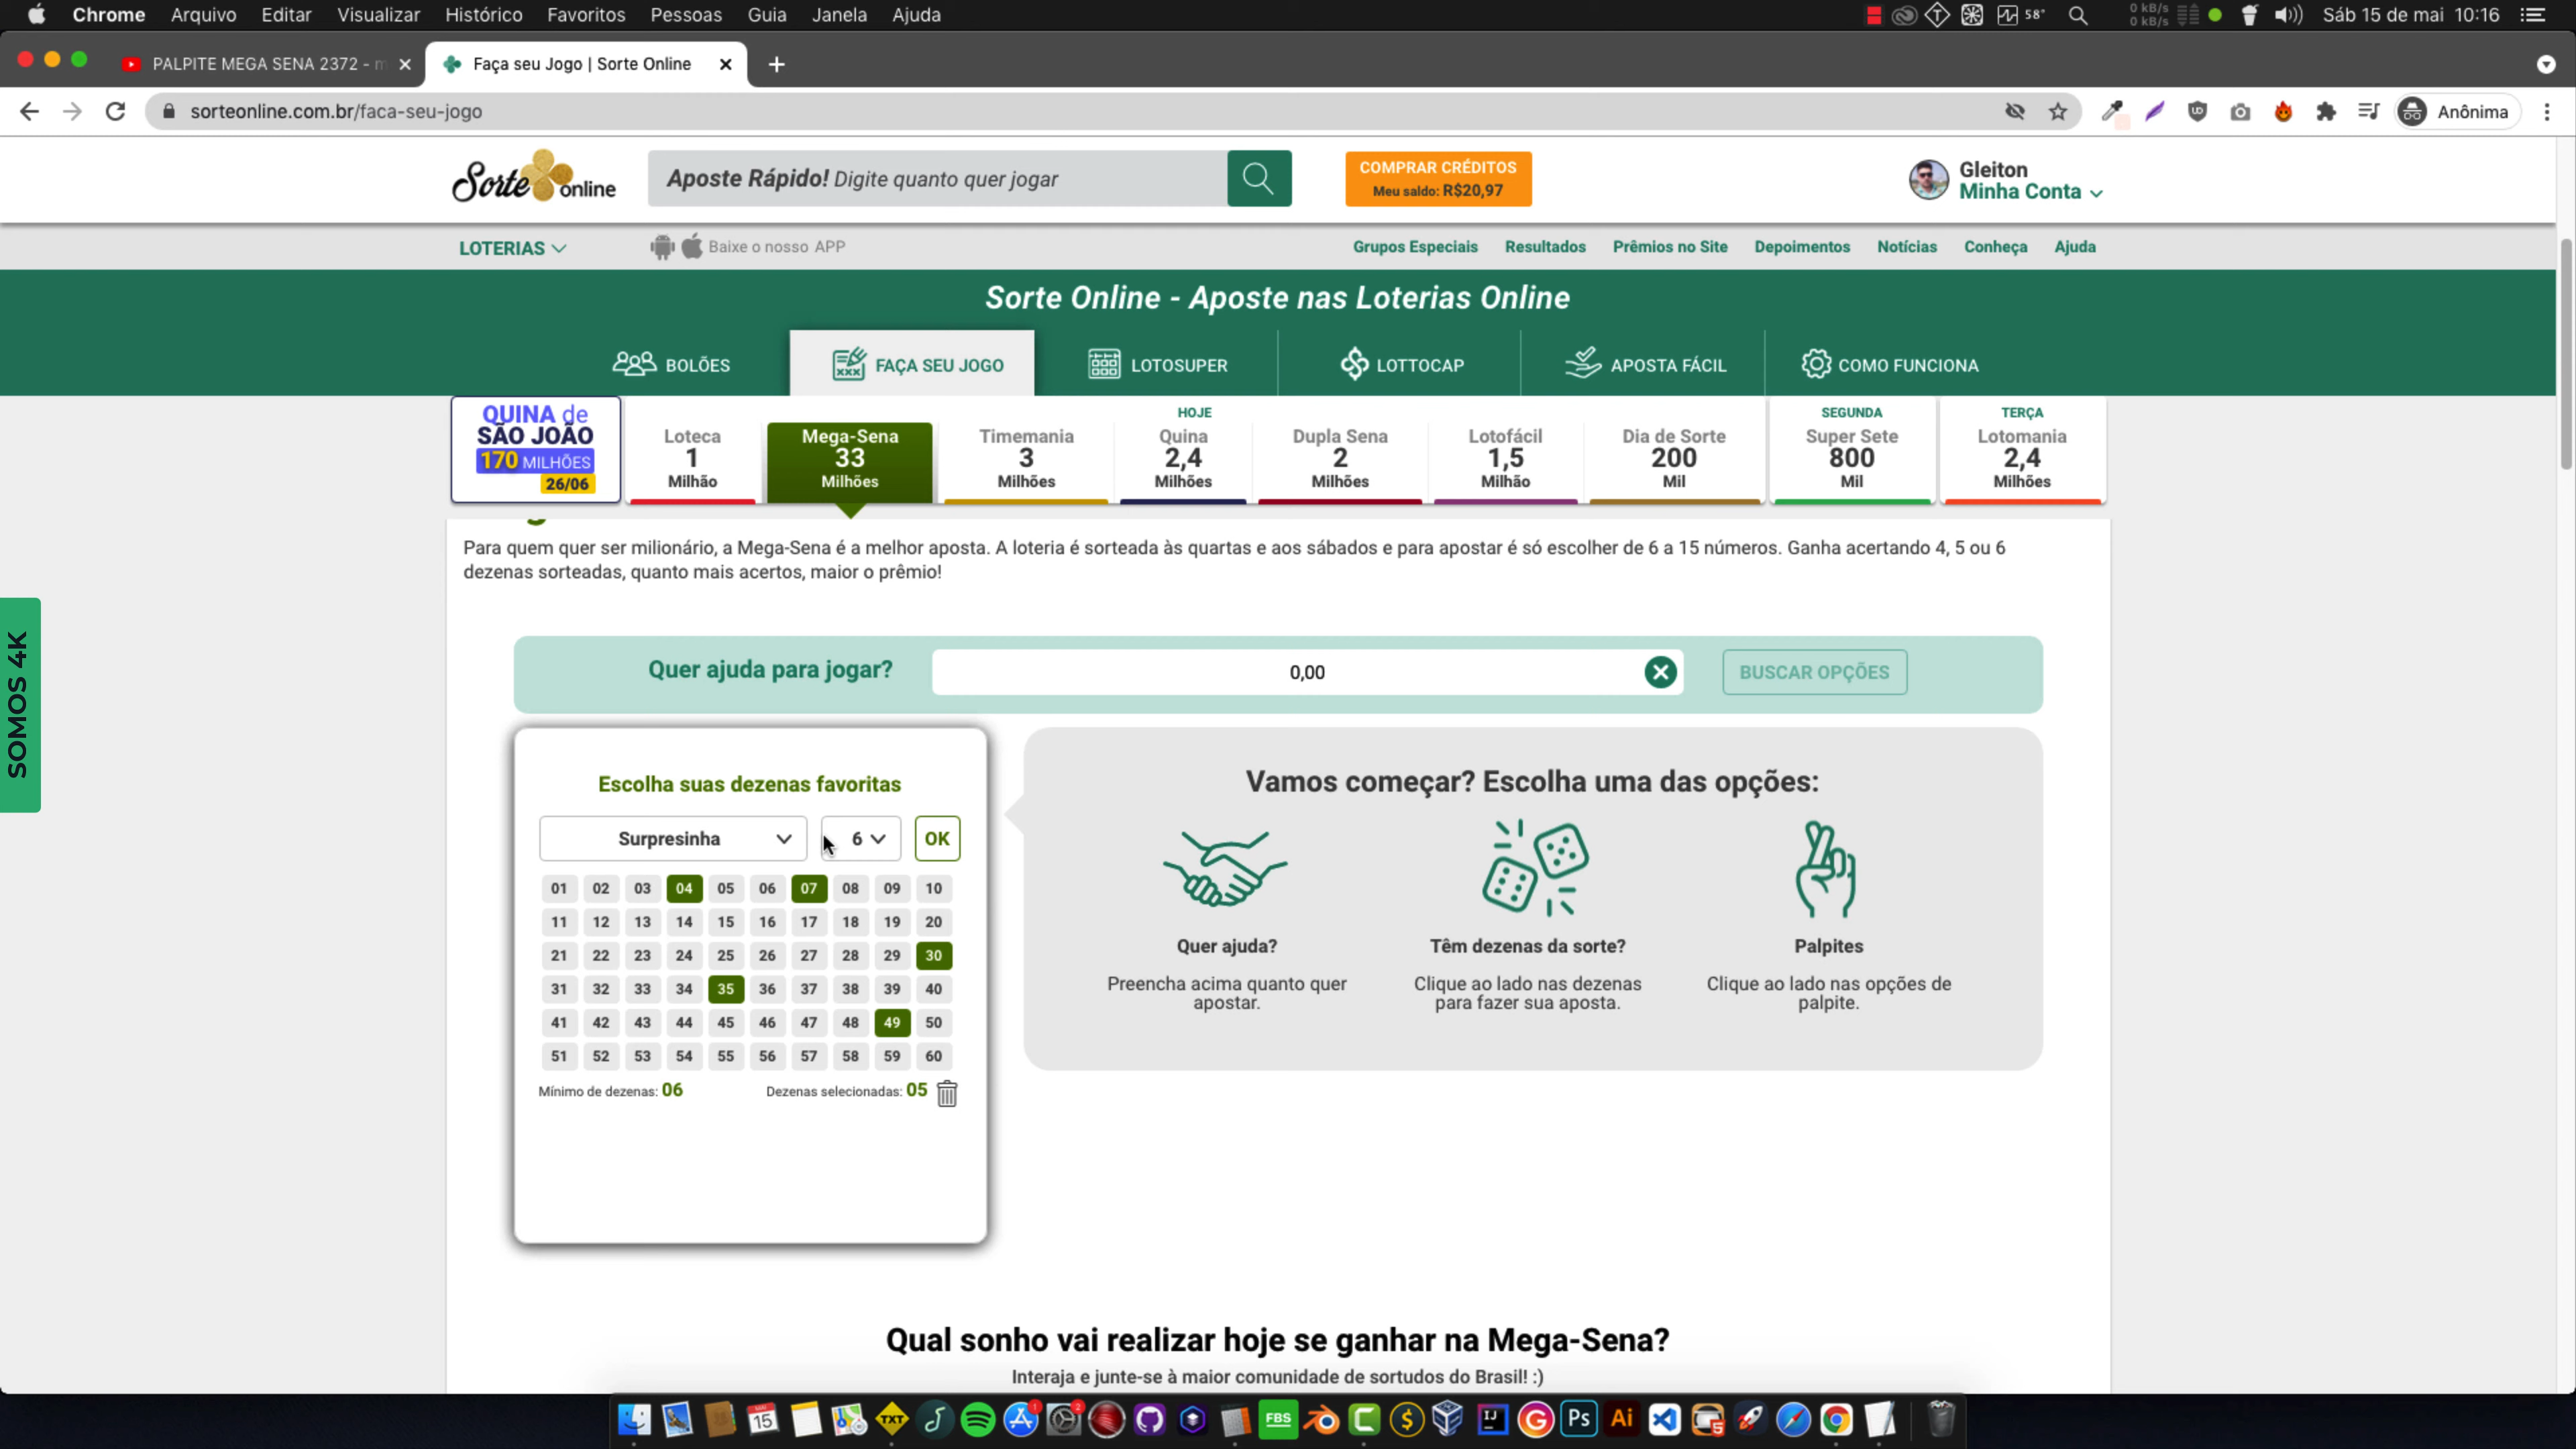 Chrome Arquivo Editar Visualizar Histórico Favoritos Pessoas Guia Janela Ajuda
58° 0 kB/s 0 kB/s Sáb 15 de mai 10:16
PALPITE MEGA SENA 2372 -
Faça seu Jogo | Sorte Online
sorteonline.com.br/faca-seu-jogo
Anônima
Sorte online
Aposte Rápido! Digite quanto quer jogar
COMPRAR CRÉDITOS
Meu saldo: R$20,97
Gleiton
Minha Conta
LOTERIAS
Baixe o nosso APP
Grupos Especiais Resultados Prêmios no Site Depoimentos Notícias Conheça Ajuda
Sorte Online - Aposte nas Loterias Online
BOLÕES
FAÇA SEU JOGO
LOTOSUPER
LOTTOCAP
APOSTA FÁCIL
COMO FUNCIONA
QUINA de
SÃO JOÃO
170 MILHÕES
26/06
Loteca
1
Milhão
Mega-Sena
33
Milhões
Timemania
3
Milhões
HOJE
Quina
2,4
Milhões
Dupla Sena
2
Milhões
Lotofácil
1,5
Milhão
Dia de Sorte
200
Mil
SEGUNDA
Super Sete
800
Mil
TERÇA
Lotomania
2,4
Milhões
Para quem quer ser milionário, a Mega-Sena é a melhor aposta. A loteria é sorteada às quartas e aos sábados e para apostar é só escolher de 6 a 15 números. Ganha acertando 4, 5 ou 6
dezenas sorteadas, quanto mais acertos, maior o prêmio!
SOMOS 4K
Quer ajuda para jogar?
0,00
BUSCAR OPÇÕES
Escolha suas dezenas favoritas
Surpresinha 6 OK
01 02 03 04 05 06 07 08 09 10
11 12 13 14 15 16 17 18 19 20
21 22 23 24 25 26 27 28 29 30
31 32 33 34 35 36 37 38 39 40
41 42 43 44 45 46 47 48 49 50
51 52 53 54 55 56 57 58 59 60
Mínimo de dezenas: 06 Dezenas selecionadas: 05
Vamos começar? Escolha uma das opções:
Quer ajuda?
Preencha acima quanto quer
apostar.
Têm dezenas da sorte?
Clique ao lado nas dezenas
para fazer sua aposta.
Palpites
Clique ao lado nas opções de
palpite.
Qual sonho vai realizar hoje se ganhar na Mega-Sena?
Interaja e junte-se à maior comunidade de sortudos do Brasil! :)
15 TXT 1 2 FBS IJ Ps Ai 5